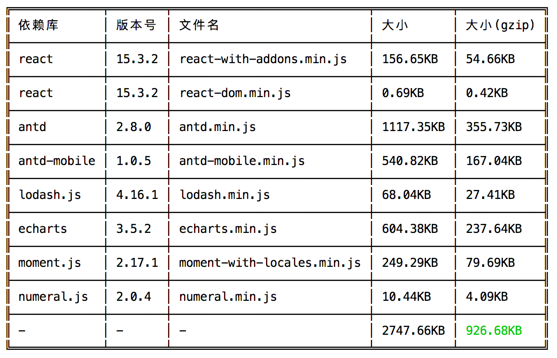 依赖库 版本号 文件名 大小 大小(gzip)
react 15.3.2 react-with-addons.min.js 156.65KB 54.66KB
react 15.3.2 react-dom.min.js 0.69KB 0.42KB
antd 2.8.0 antd.min.js 1117.35KB 355.73KB
antd-mobile 1.0.5 antd-mobile.min.js 540.82KB 167.04KB
lodash.js 4.16.1 lodash.min.js 68.04KB 27.41KB
echarts 3.5.2 echarts.min.js 604.38KB 237.64KB
moment.js 2.17.1 moment-with-locales.min.js 249.29KB 79.69KB
numeral.js 2.0.4 numeral.min.js 10.44KB 4.09KB
- - - 2747.66KB 926.68KB